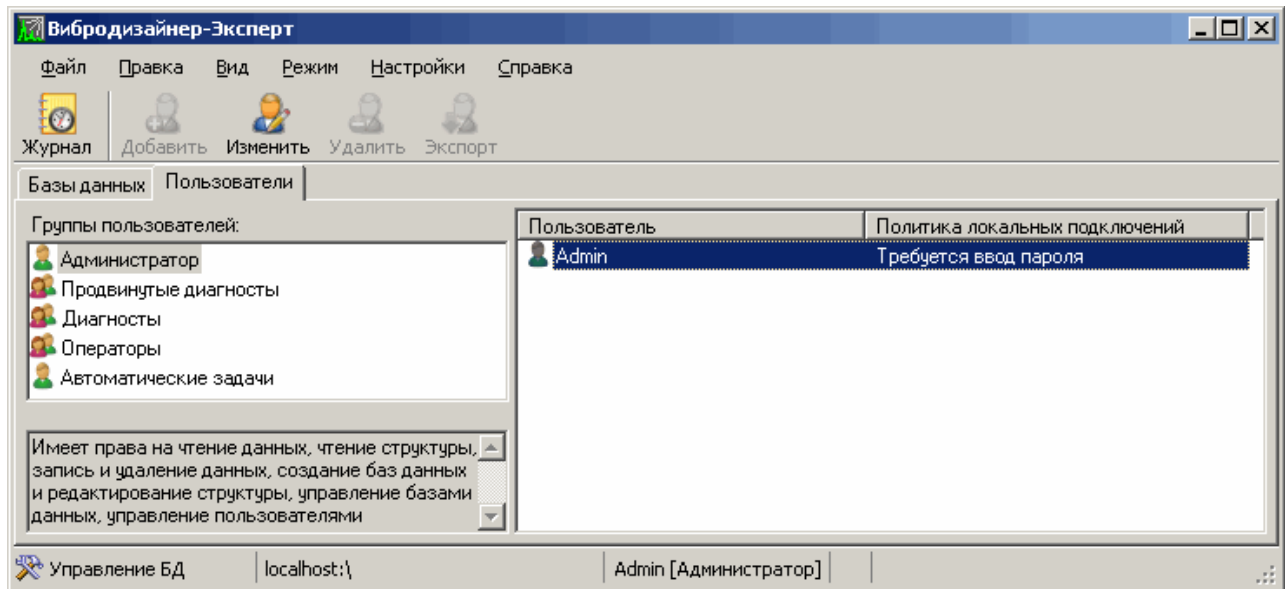 Вибродизайнер-Эксперт
Файл Правка Вид Режим Настройки Справка
Журнал Добавить Изменить Удалить Экспорт
Базы данных Пользователи
Группы пользователей:
Администратор
Продвинутые диагносты
Диагносты
Операторы
Автоматические задачи
Имеет права на чтение данных, чтение структуры,
запись и удаление данных, создание баз данных
и редактирование структуры, управление базами
данных, управление пользователями
Пользователь Политика локальных подключений
Admin Требуется ввод пароля
Управление БД localhost:\ Admin [Администратор]